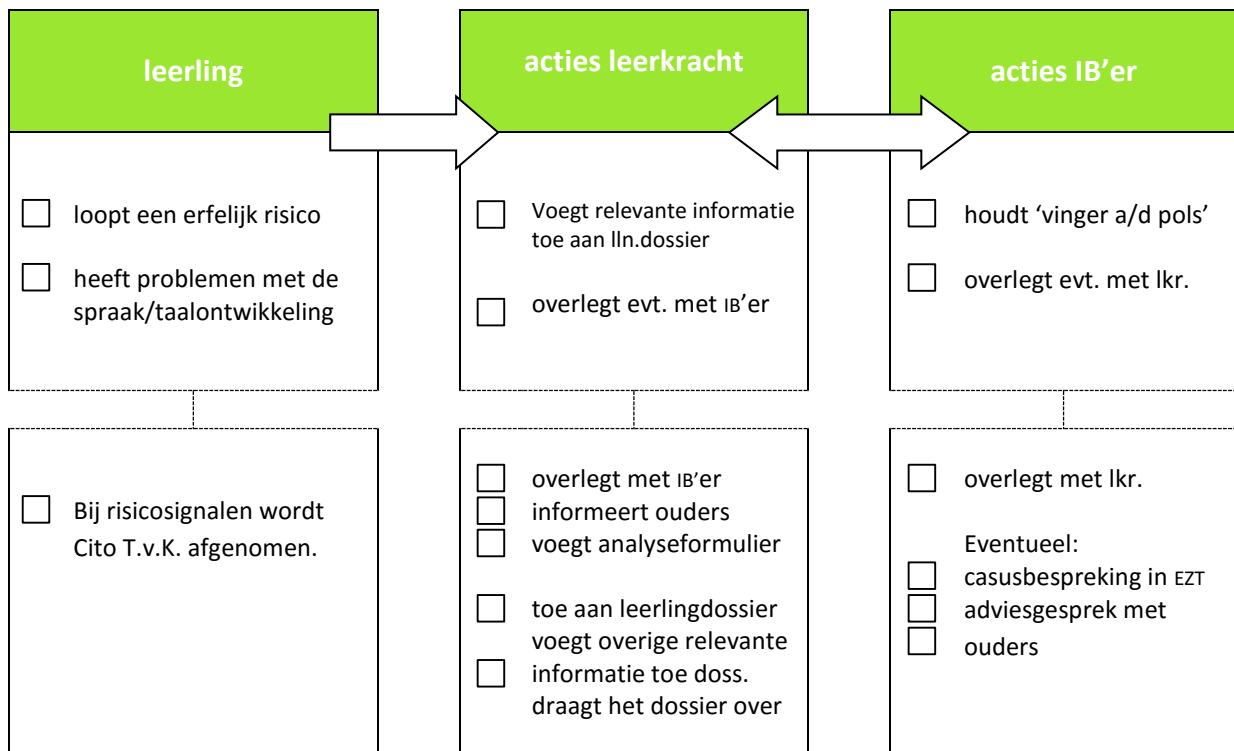 leerling
acties leerkracht
acties IB’er
loopt een erfelijk risico
heeft problemen met de
spraak/taalontwikkeling
Voegt relevante informatie
toe aan lln.dossier
overlegt evt. met IB’er
houdt ‘vinger a/d pols’
overlegt evt. met lkr.
Bij risicosignalen wordt
Cito T.v.K. afgenomen.
overlegt met IB’er
informeert ouders
voegt analyseformulier
toe aan leerlingdossier
voegt overige relevante
informatie toe doss.
draagt het dossier over
overlegt met lkr.
Eventueel:
casusbespreking in EZT
adviesgesprek met
ouders